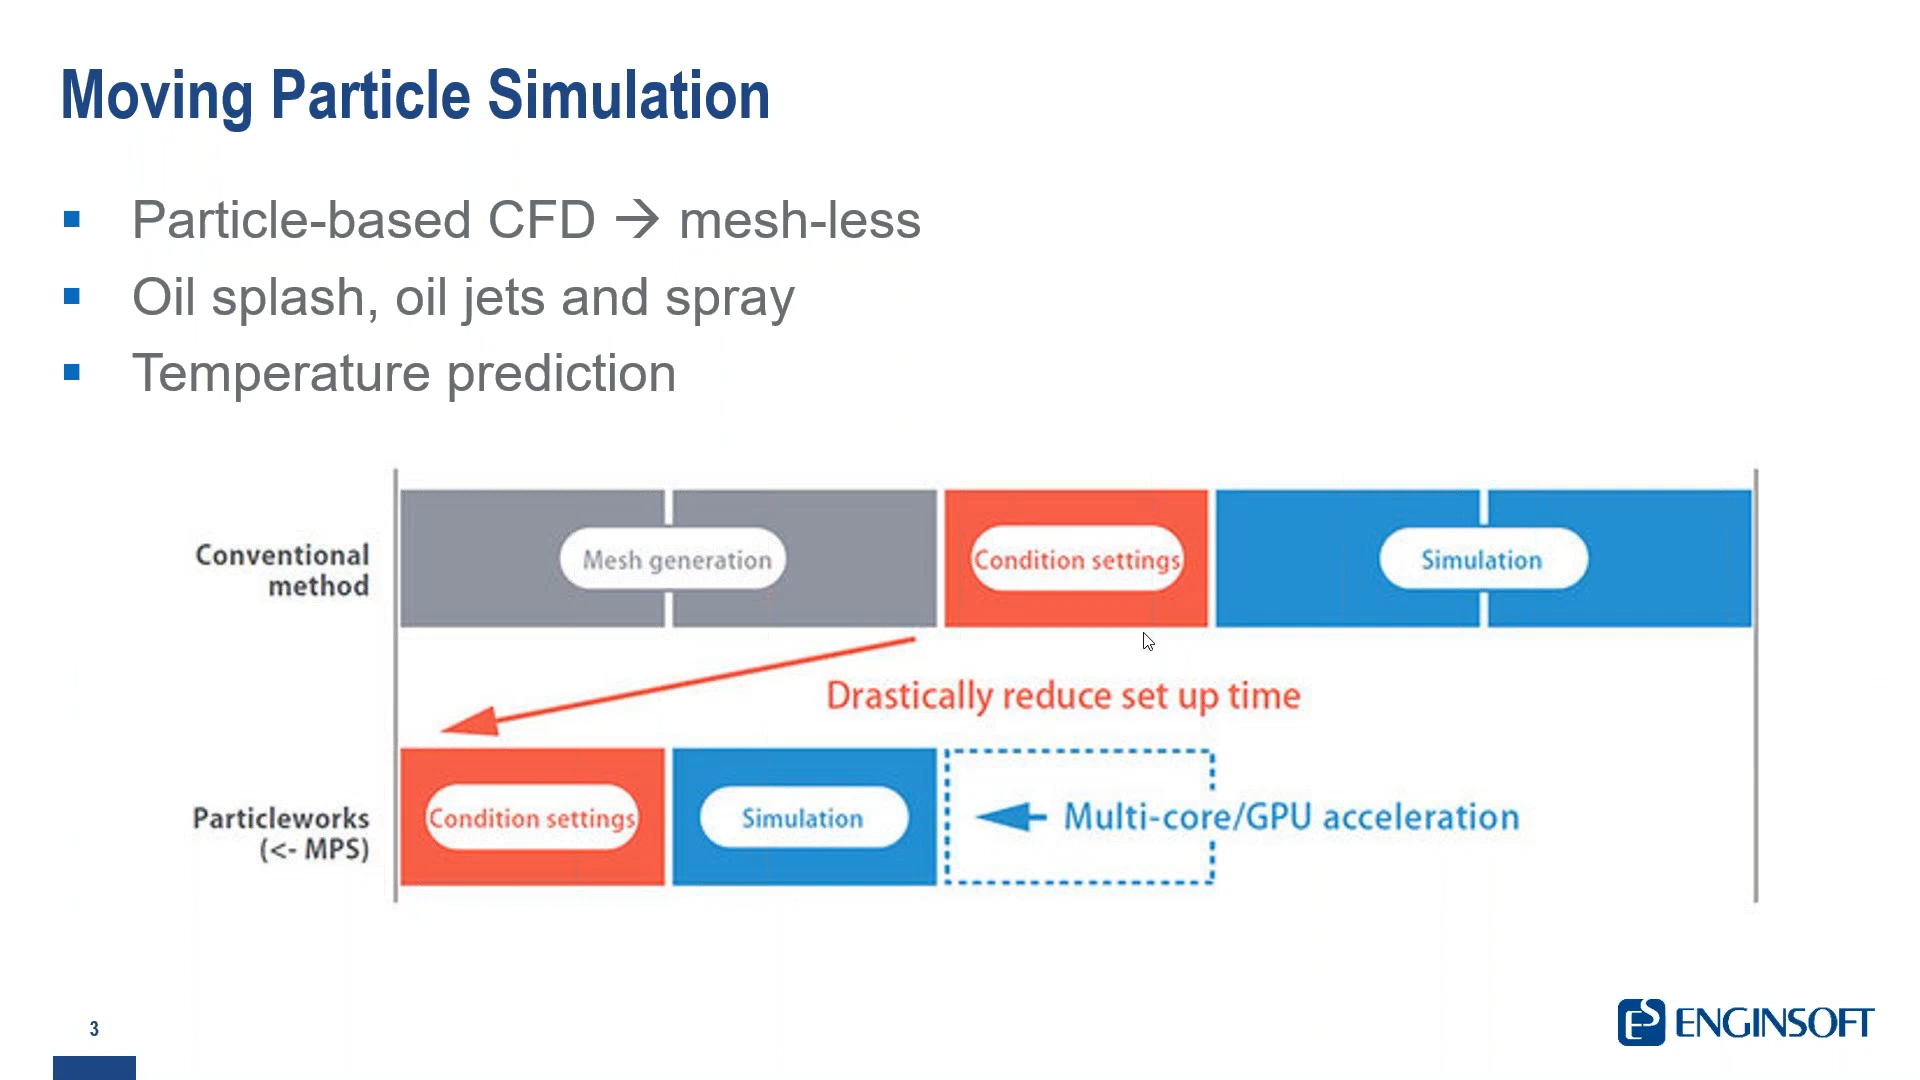 Moving Particle Simulation
▪ Particle-based CFD → mesh-less
▪ Oil splash, oil jets and spray
▪ Temperature prediction
Conventional
method
Mesh generation
Condition settings
Simulation
Drastically reduce set up time
Particleworks
(<- MPS)
Condition settings
Simulation
Multi-core/GPU acceleration
3
ES ENGINSOFT